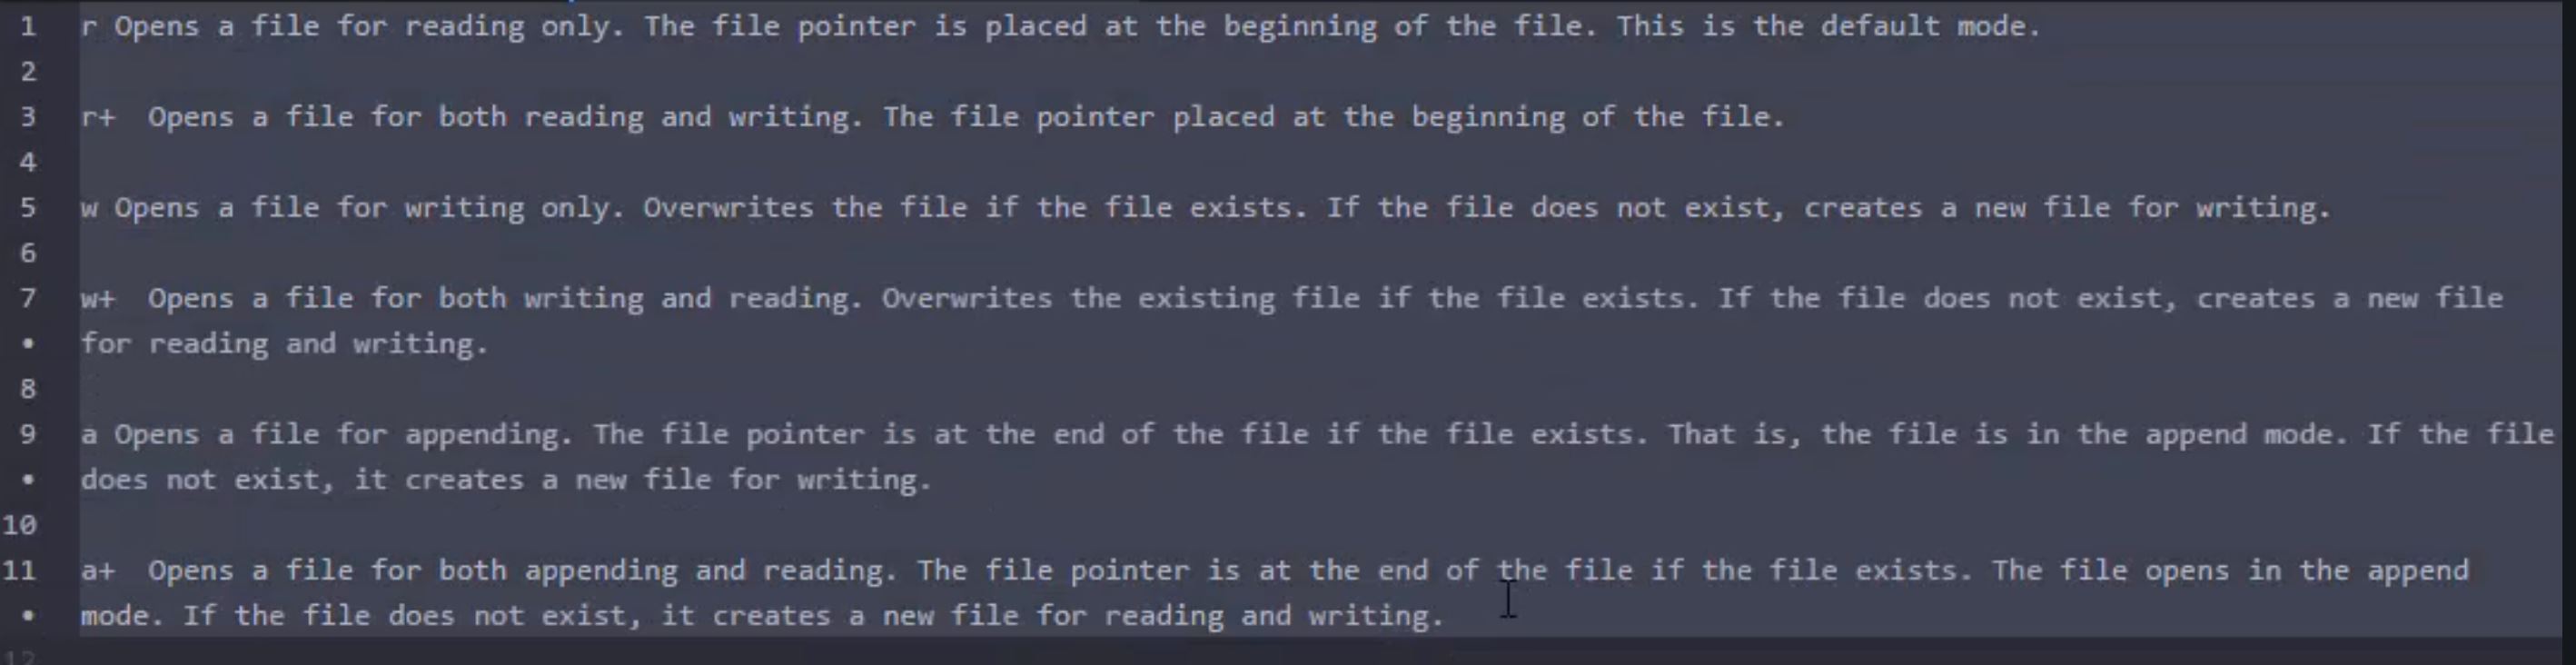 1 r Opens a file for reading only. The file pointer is placed at the beginning of the file. This is the default mode.
2
3 r+  Opens a file for both reading and writing. The file pointer placed at the beginning of the file.
4
5 w Opens a file for writing only. Overwrites the file if the file exists. If the file does not exist, creates a new file for writing.
6
7 w+  Opens a file for both writing and reading. Overwrites the existing file if the file exists. If the file does not exist, creates a new file
• for reading and writing.
8
9 a Opens a file for appending. The file pointer is at the end of the file if the file exists. That is, the file is in the append mode. If the file
• does not exist, it creates a new file for writing.
10
11 a+  Opens a file for both appending and reading. The file pointer is at the end of the file if the file exists. The file opens in the append
• mode. If the file does not exist, it creates a new file for reading and writing.
12